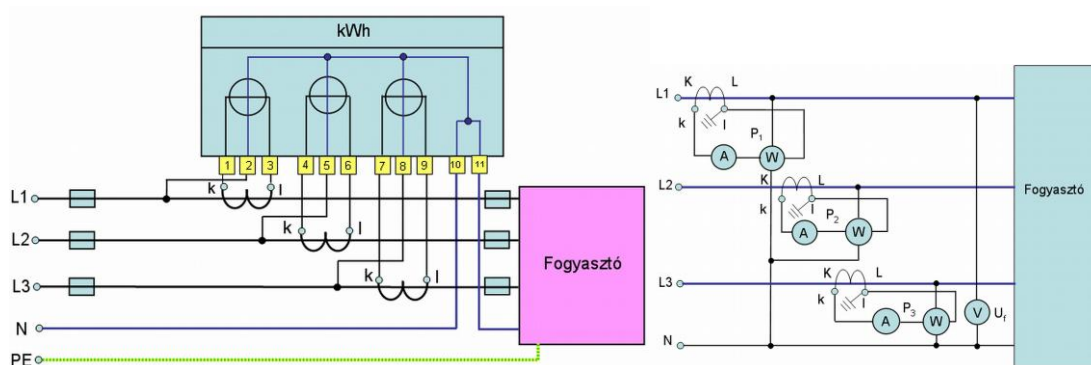 kWh
1 2 3 4 5 6 7 8 9 10 11
k l
L1
k l
L2
Fogyasztó
k l
L3
N
PE
K L
L1
k l
P1
A W
L2
K L
k l
P2
A W
L3
K L
k l
P3
A W
V Uf
N
Fogyasztó